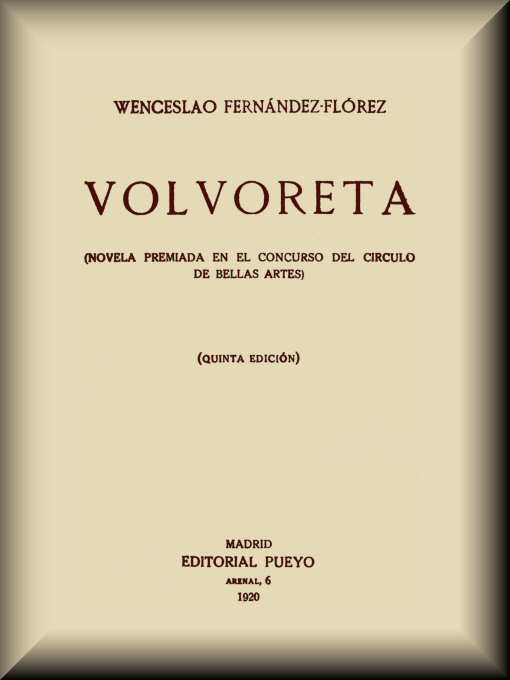 WENCESLAO FERNÁNDEZ-FLÓREZ
VOLVORETA
(NOVELA PREMIADA EN EL CONCURSO DEL CIRCULO
DE BELLAS ARTES)
(QUINTA EDICIÓN)
MADRID
EDITORIAL PUEYO
ARENAL, 6
1920